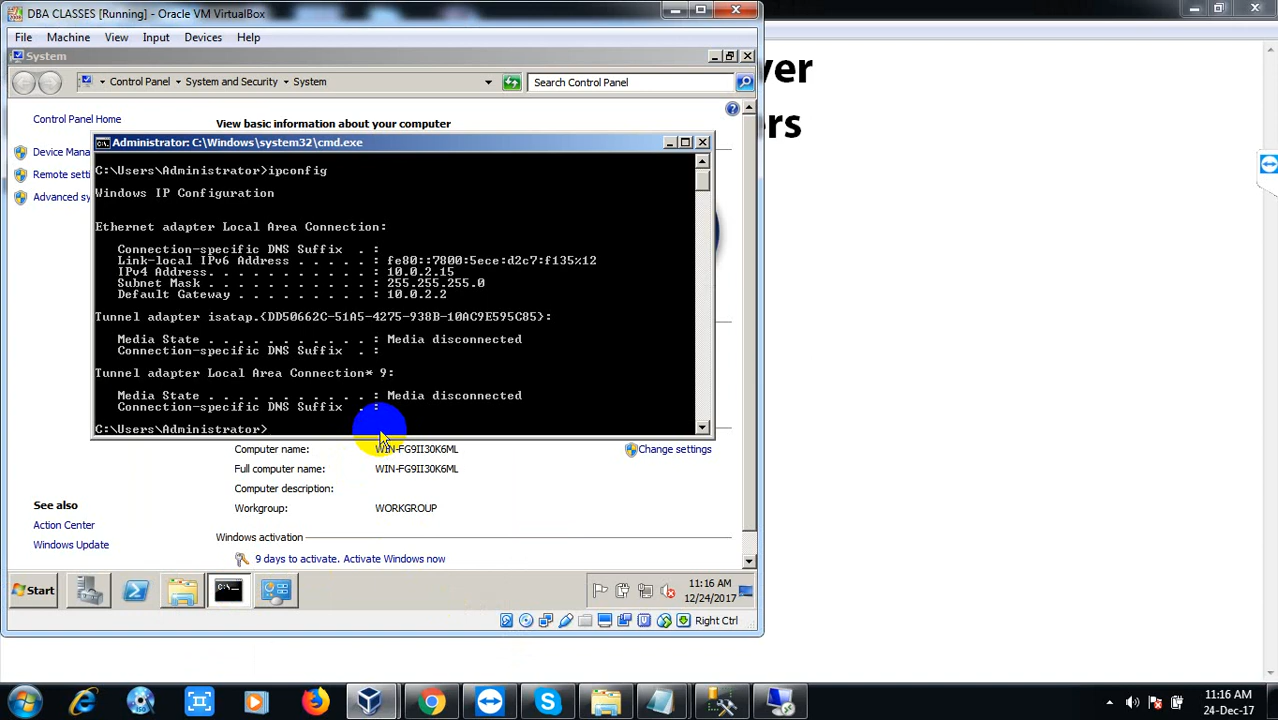 DBA CLASSES [Running] - Oracle VM VirtualBox
File Machine View Input Devices Help
System
Control Panel System and Security System
Search Control Panel
ver
ers
Control Panel Home
View basic information about your computer
Device Mana
Remote setti
Advanced sy
Administrator: C:\Windows\system32\cmd.exe
C:\Users\Administrator>ipconfig
Windows IP Configuration
Ethernet adapter Local Area Connection:
Connection-specific DNS Suffix . :
Link-local IPv6 Address . . . . . : fe80::7800:5ece:d2c7:f135%12
IPv4 Address. . . . . . . . . . . : 10.0.2.15
Subnet Mask . . . . . . . . . . . : 255.255.255.0
Default Gateway . . . . . . . . . : 10.0.2.2
Tunnel adapter isatap.{DD50662C-51A5-4275-938B-10AC9E595C85}:
Media State . . . . . . . . . . . : Media disconnected
Connection-specific DNS Suffix . :
Tunnel adapter Local Area Connection* 9:
Media State . . . . . . . . . . . : Media disconnected
Connection-specific DNS Suffix . :
C:\Users\Administrator>
Computer name: WIN-FG9II30K6ML
Change settings
Full computer name: WIN-FG9II30K6ML
Computer description:
Workgroup: WORKGROUP
See also
Action Center
Windows Update
Windows activation
9 days to activate. Activate Windows now
Start
11:16 AM
12/24/2017
Right Ctrl
11:16 AM
24-Dec-17